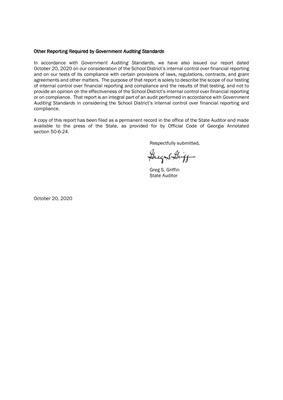 Other Reporting Required by Government Auditing Standards
In accordance with Government Auditing Standards, we have also issued our report dated
October 20, 2020 on our consideration of the School District's internal control over financial reporting
and on our tests of its compliance with certain provisions of laws, regulations, contracts, and grant
agreements and other matters. The purpose of that report is solely to describe the scope of our testing
of internal control over financial reporting and compliance and the results of that testing, and not to
provide an opinion on the effectiveness of the School District's internal control over financial reporting
or on compliance. That report is an integral part of an audit performed in accordance with Government
Auditing Standards in considering the School District's internal control over financial reporting and
compliance.
A copy of this report has been filed as a permanent record in the office of the State Auditor and made
available to the press of the State, as provided for by Official Code of Georgia Annotated
section 50-6-24.
Respectfully submitted,
Greg S. Griffin
Greg S. Griffin
State Auditor
October 20, 2020